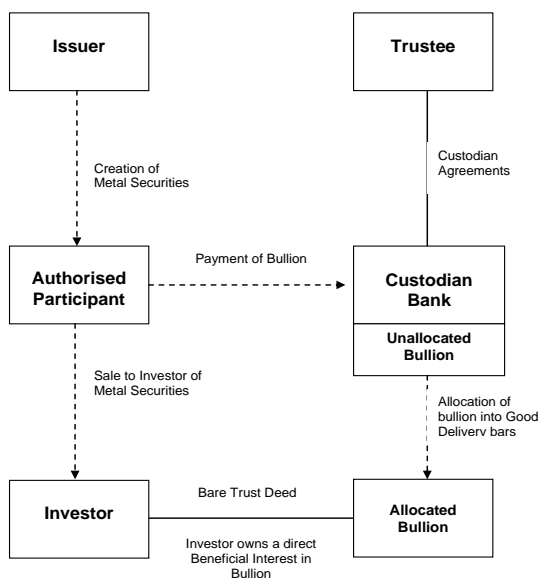 Issuer
Trustee
Creation of
Metal Securities
Custodian
Agreements
Authorised
Participant
Payment of Bullion
Custodian
Bank
Unallocated
Bullion
Sale to Investor of
Metal Securities
Allocation of
bullion into Good
Delivery bars
Investor
Bare Trust Deed
Investor owns a direct
Beneficial Interest in
Bullion
Allocated
Bullion